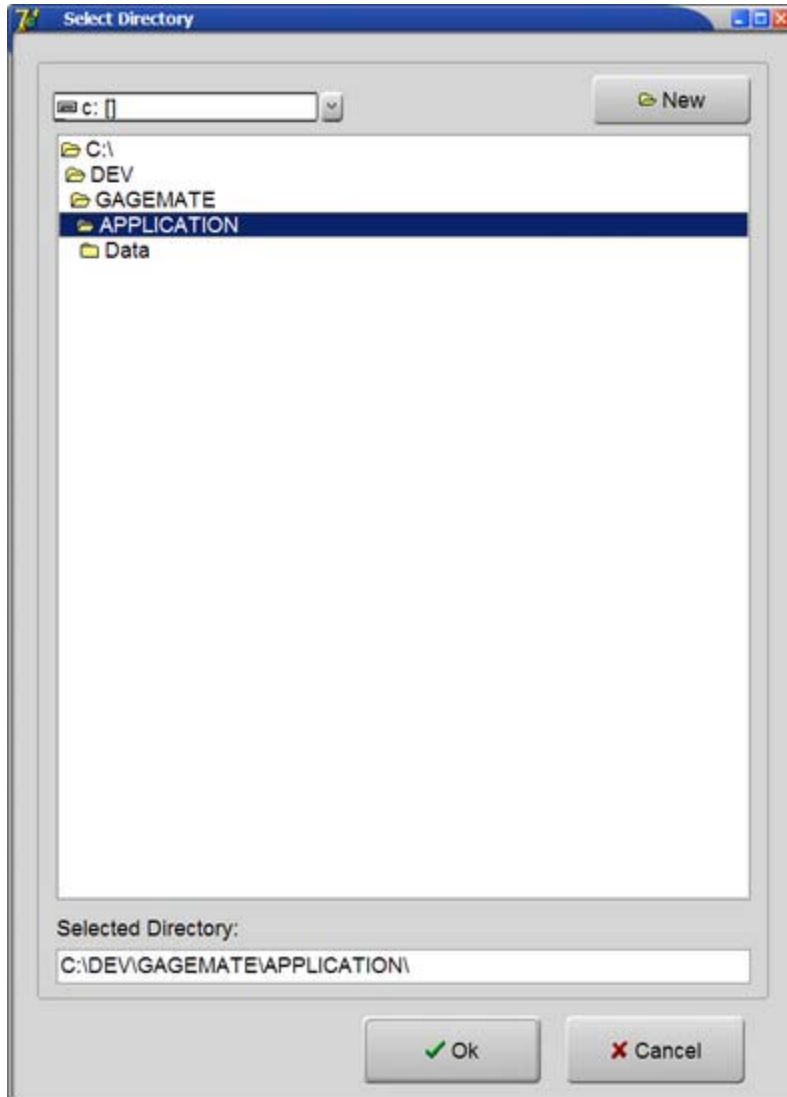 Select Directory
c: []
New
C:\
DEV
GAGEMATE
APPLICATION
Data
Selected Directory:
C:\DEV\GAGEMATE\APPLICATION\
Ok
Cancel